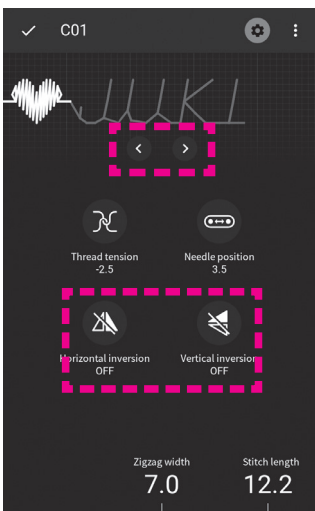 C01
JUKI
Thread tension
-2.5
Needle position
3.5
Horizontal inversion
OFF
Vertical inversion
OFF
Zigzag width
7.0
Stitch length
12.2